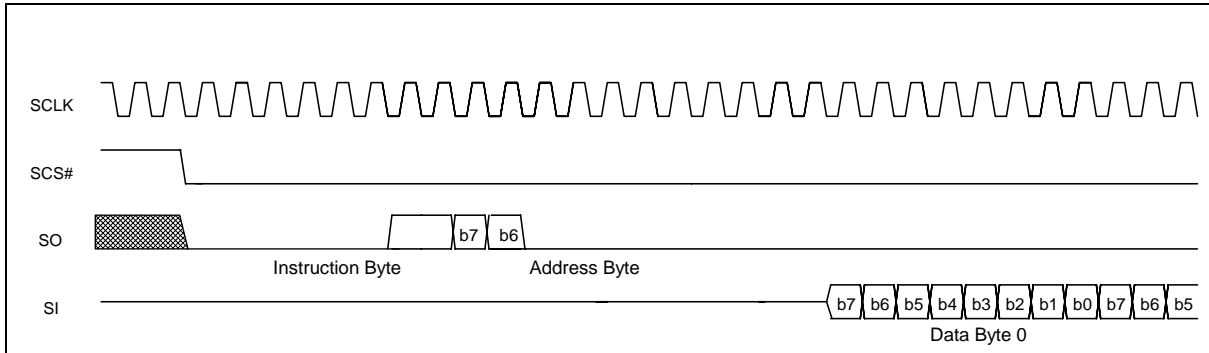 SCLK
SCS#
SO
b7 b6
Instruction Byte Address Byte
SI
b7 b6 b5 b4 b3 b2 b1 b0 b7 b6 b5
Data Byte 0